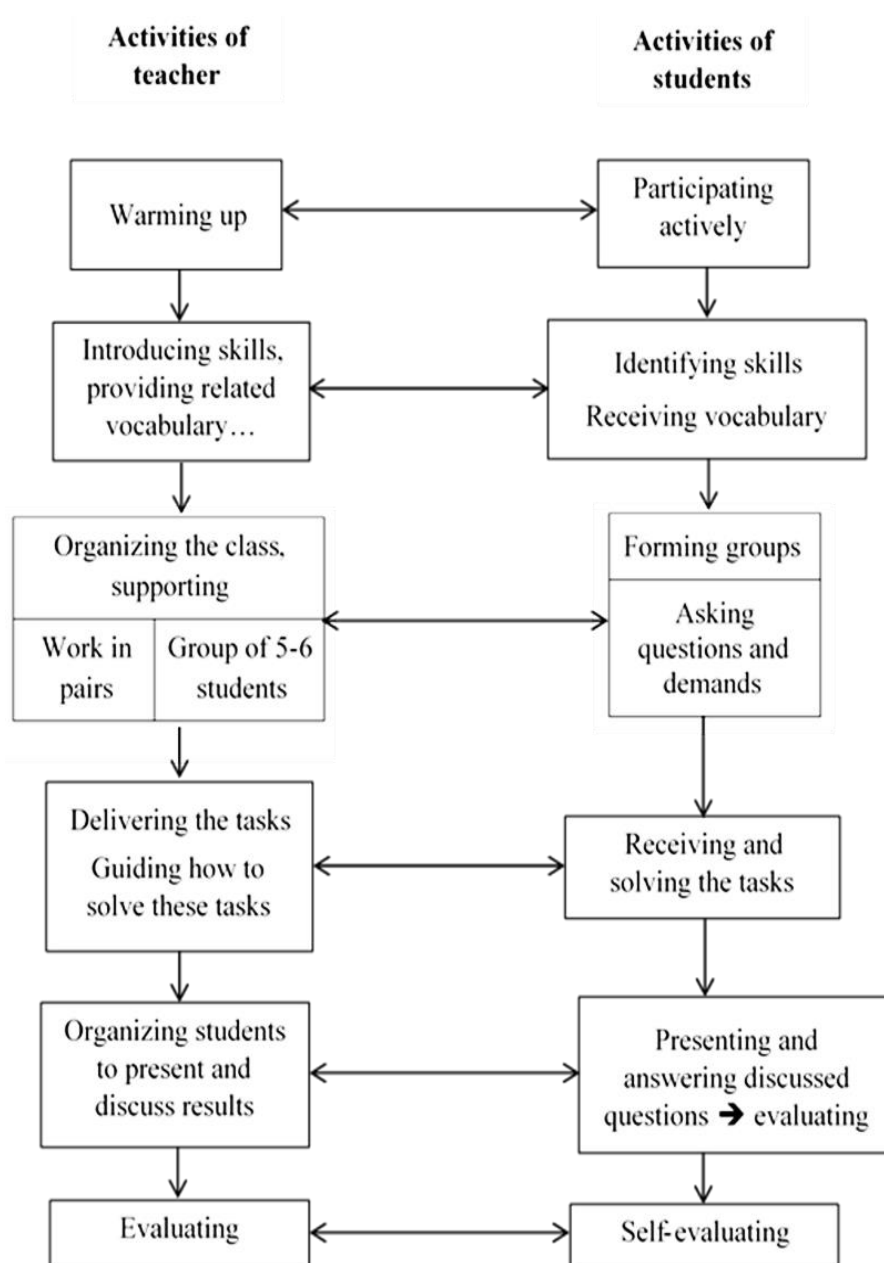 Activities of
teacher
Activities of
students
Warming up
Participating
actively
Introducing skills,
providing related
vocabulary…
Identifying skills
Receiving vocabulary
Organizing the class,
supporting
Work in
pairs
Group of 5-6
students
Forming groups
Asking
questions and
demands
Delivering the tasks
Guiding how to
solve these tasks
Receiving and
solving the tasks
Organizing students
to present and
discuss results
Presenting and
answering discussed
questions ➔ evaluating
Evaluating
Self-evaluating